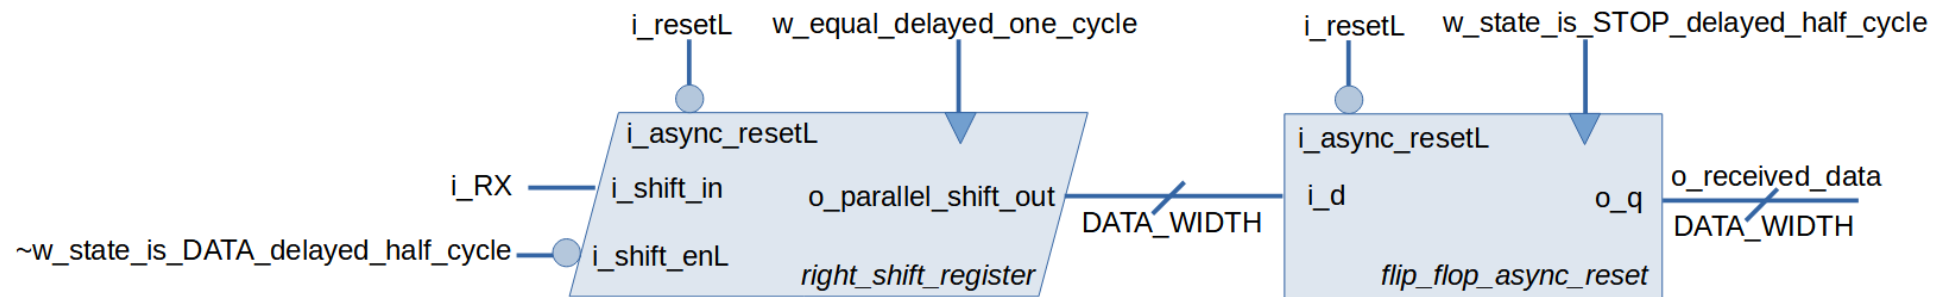 i_resetL
w_equal_delayed_one_cycle
i_resetL
w_state_is_STOP_delayed_half_cycle
i_async_resetL
i_RX
i_shift_in
o_parallel_shift_out
~w_state_is_DATA_delayed_half_cycle
i_shift_enL
right_shift_register
DATA_WIDTH
i_async_resetL
i_d
o_q
flip_flop_async_reset
o_received_data
DATA_WIDTH